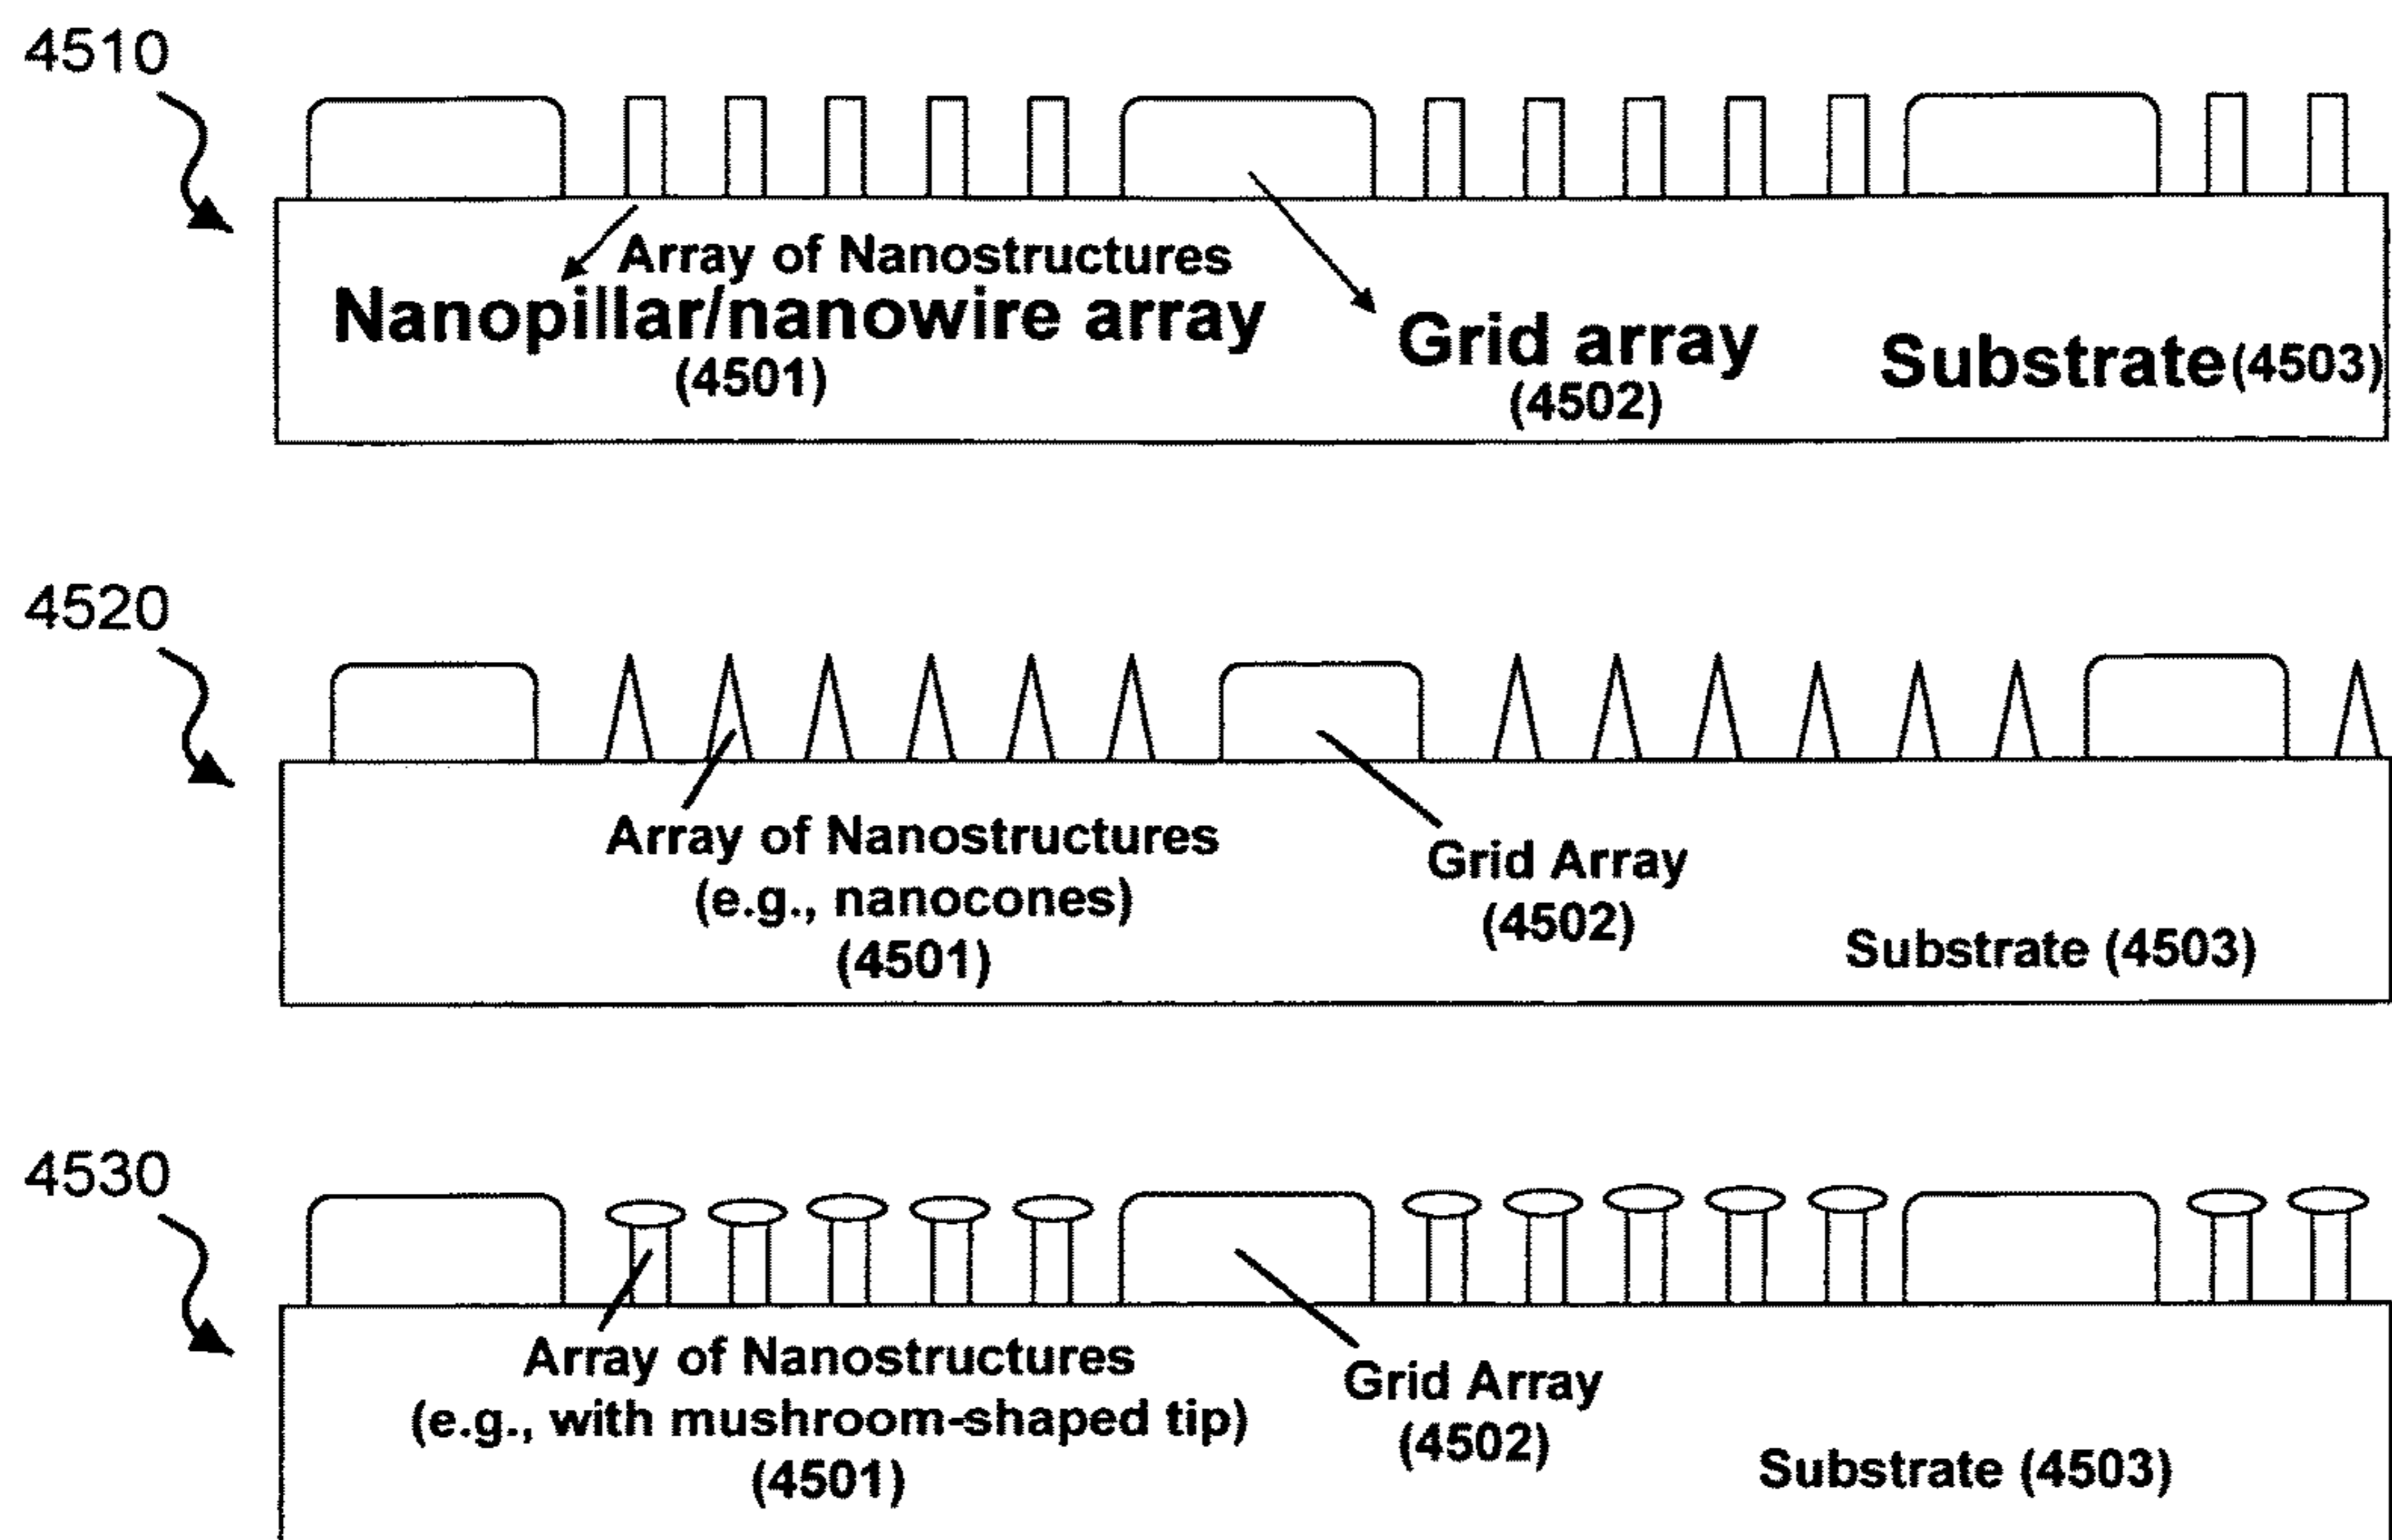 4510
Array of Nanostructures
Nanopillar/nanowire array
(4501)
Grid array
(4502)
Substrate (4503)
4520
Array of Nanostructures
(e.g., nanocones)
(4501)
Grid Array
(4502)
Substrate (4503)
4530
Array of Nanostructures
(e.g., with mushroom-shaped tip)
(4501)
Grid Array
(4502)
Substrate (4503)